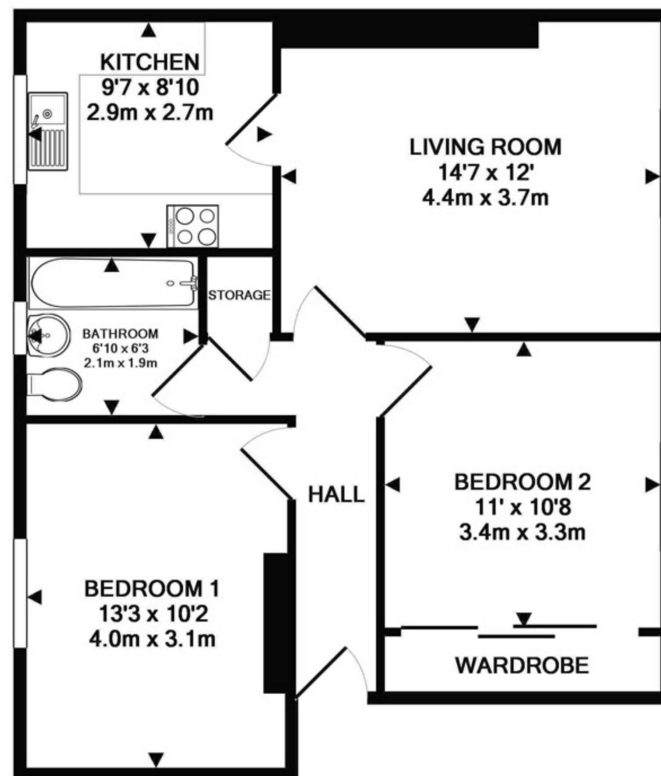 KITCHEN
9'7 x 8'10
2.9m x 2.7m
LIVING ROOM
14'7 x 12'
4.4m x 3.7m
STORAGE
BATHROOM
6'10 x 6'3
2.1m x 1.9m
BEDROOM 2
11' x 10'8
3.4m x 3.3m
HALL
BEDROOM 1
13'3 x 10'2
4.0m x 3.1m
WARDROBE